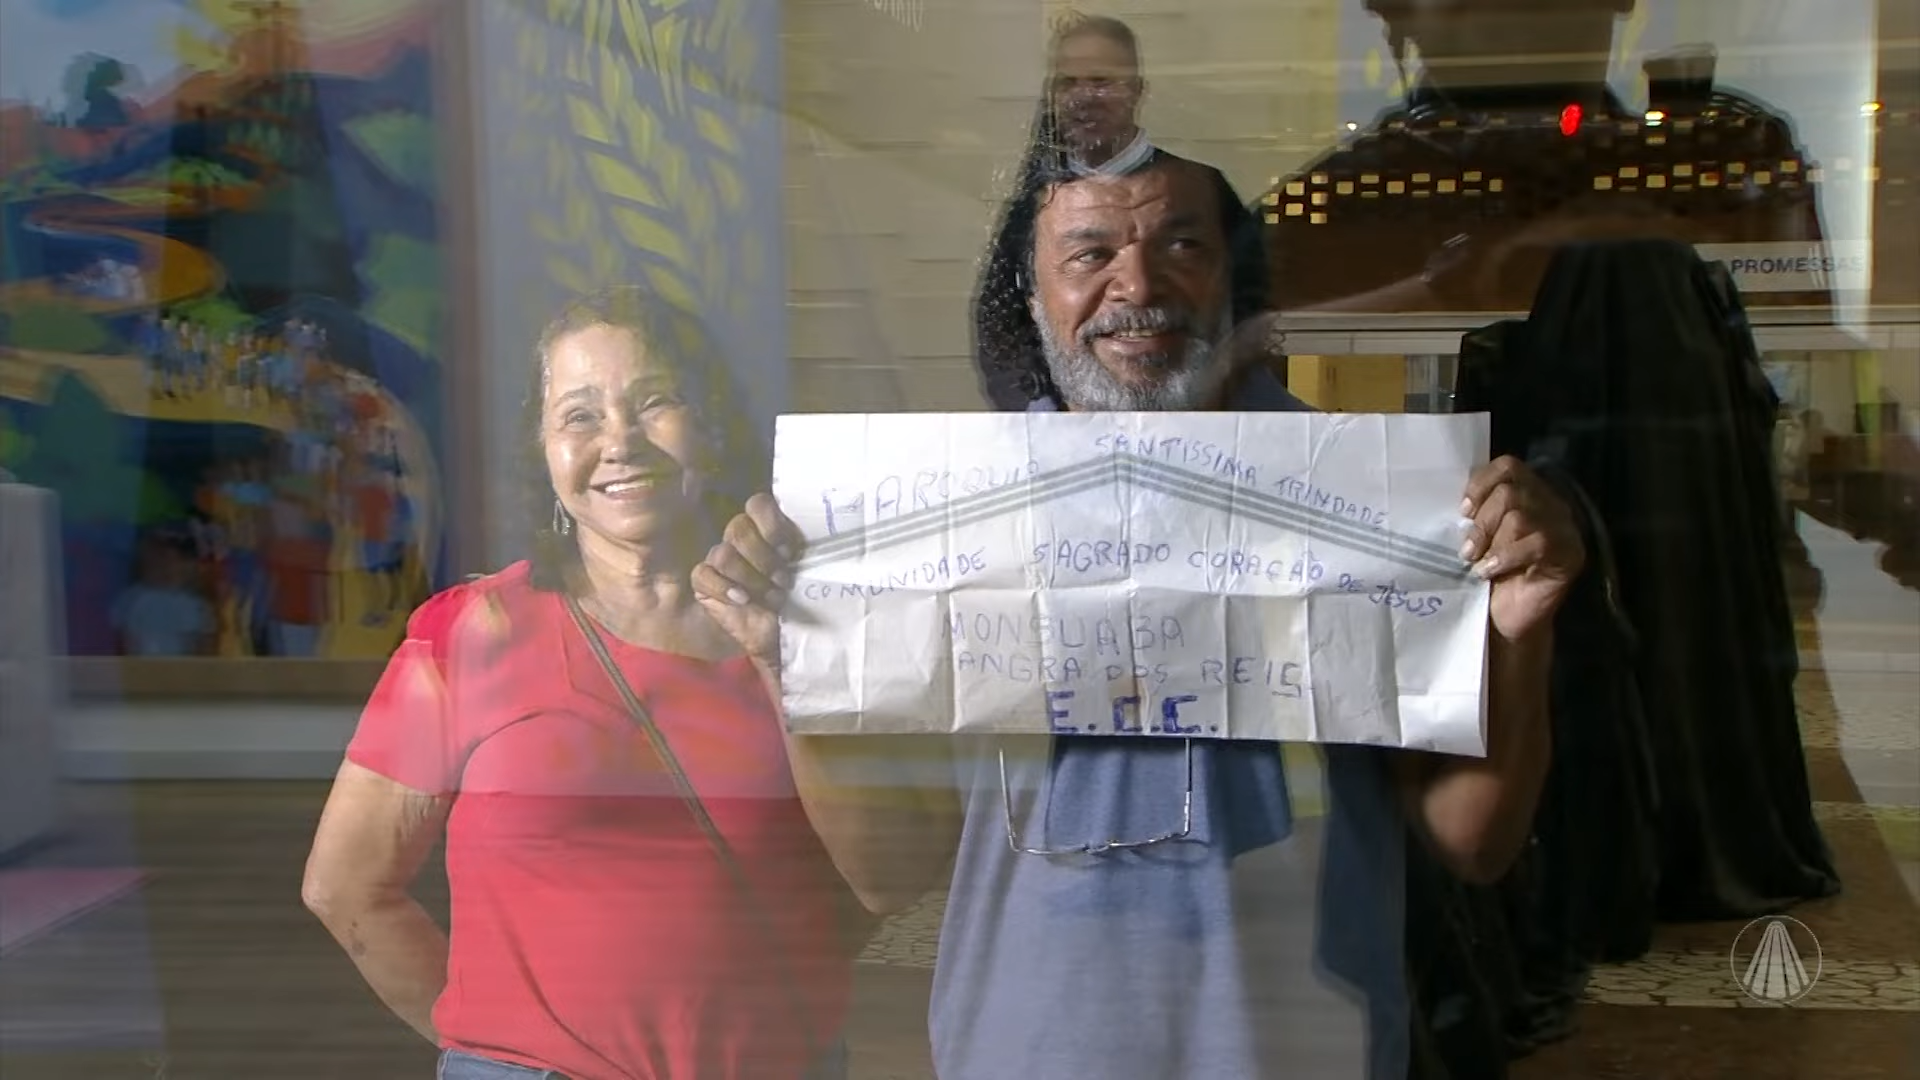 PROMESSAS
PAROQUIA SANTISSIMA TRINDADE
COMUNIDADE SAGRADO CORAÇÃO DE JESUS
MONSUABA
ANGRA DOS REIS
E.C.C.